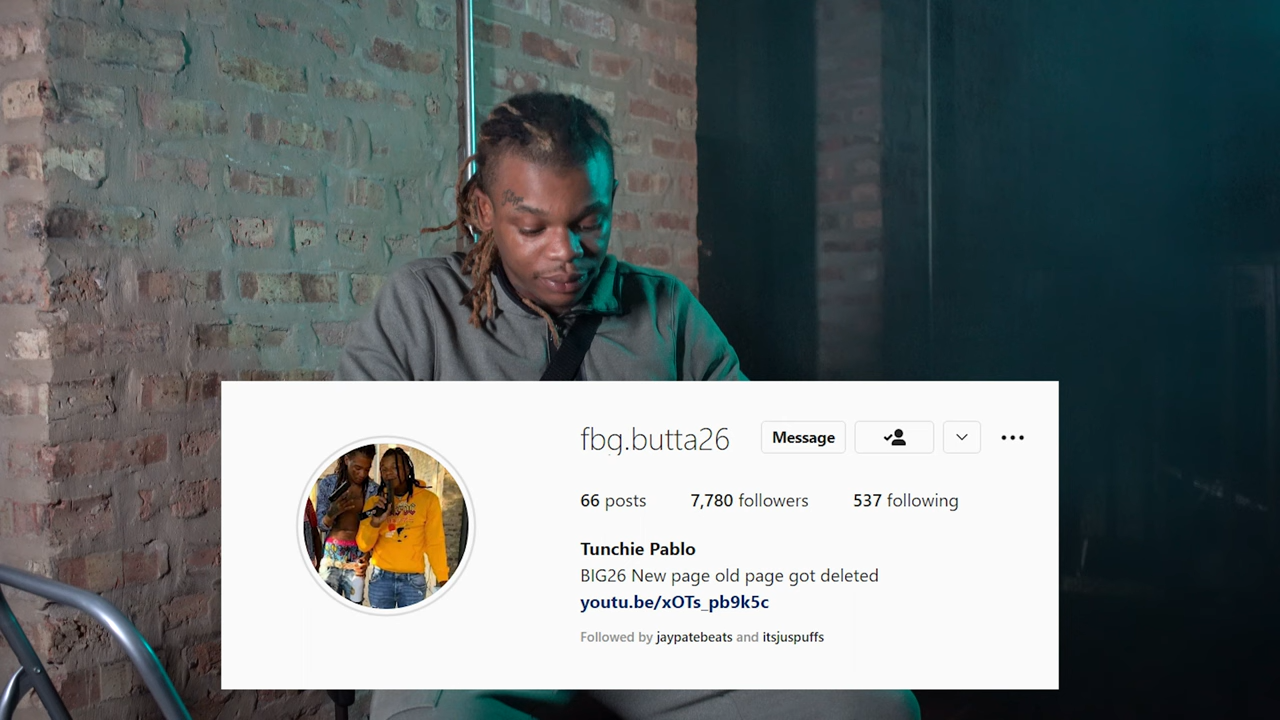 fbg.butta26 Message
66 posts 7,780 followers 537 following
Tunchie Pablo
BIG26 New page old page got deleted
youtu.be/xOTs_pb9k5c
Followed by jaypatebeats and itsjuspuffs